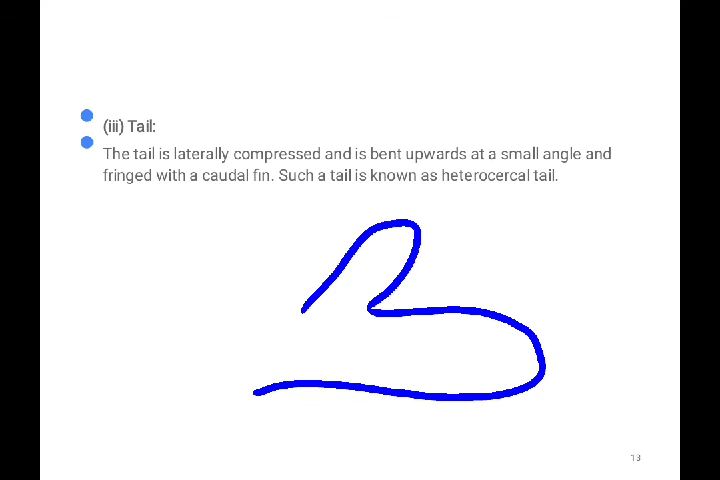 (iii) Tail:
The tail is laterally compressed and is bent upwards at a small angle and
fringed with a caudal fin. Such a tail is known as heterocercal tail.
13